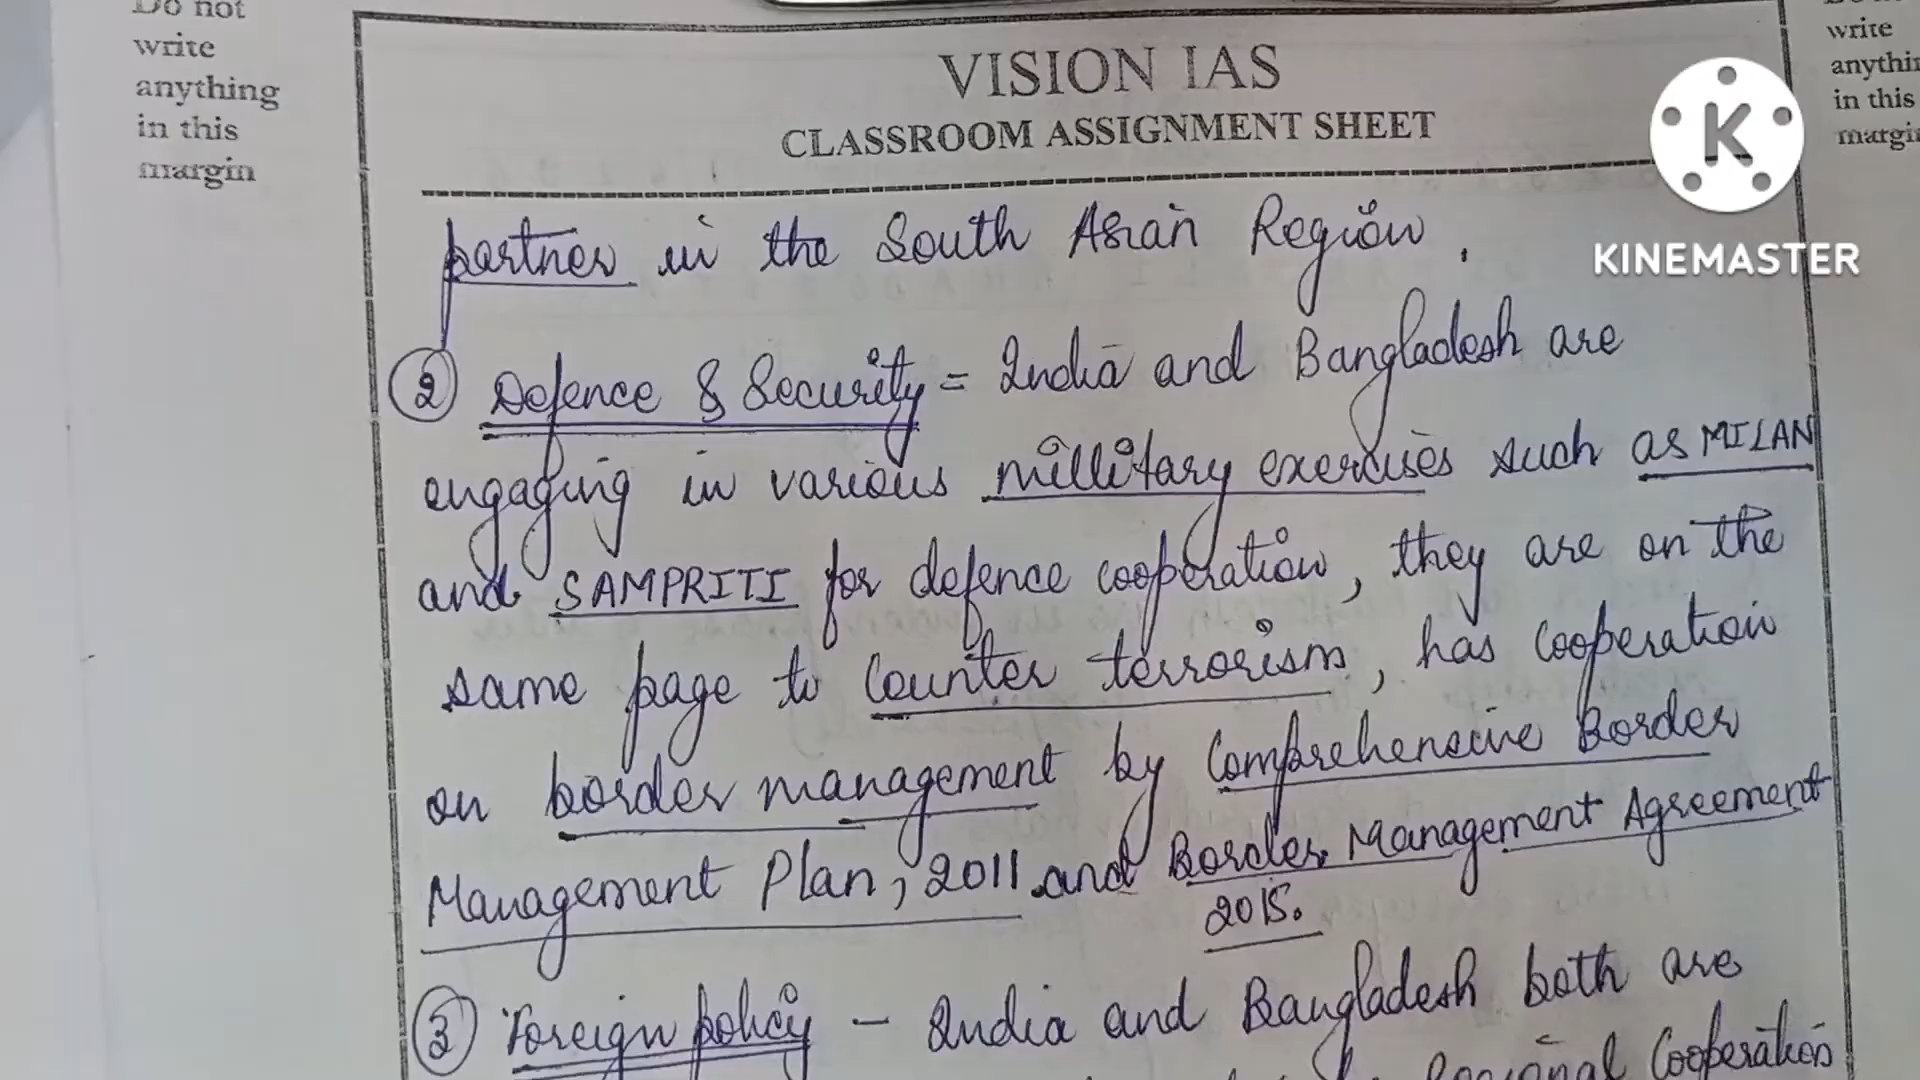 Do not
write
anything
in this
margin
VISION IAS
CLASSROOM ASSIGNMENT SHEET
write
anythin
in this
margin
K
KINEMASTER
partner in the South Asian Region.
② Defence & Security = India and Bangladesh are
engaging in various millitary exercises such as MILAN
and SAMPRITI for defence cooperation, they are on the
same page to counter terrorism, has cooperation
on border management by Comprehensive Border
Management Plan, 2011 and Border Management Agreement
2015.
③ Foreign policy - India and Bangladesh both are
Regional Cooperation